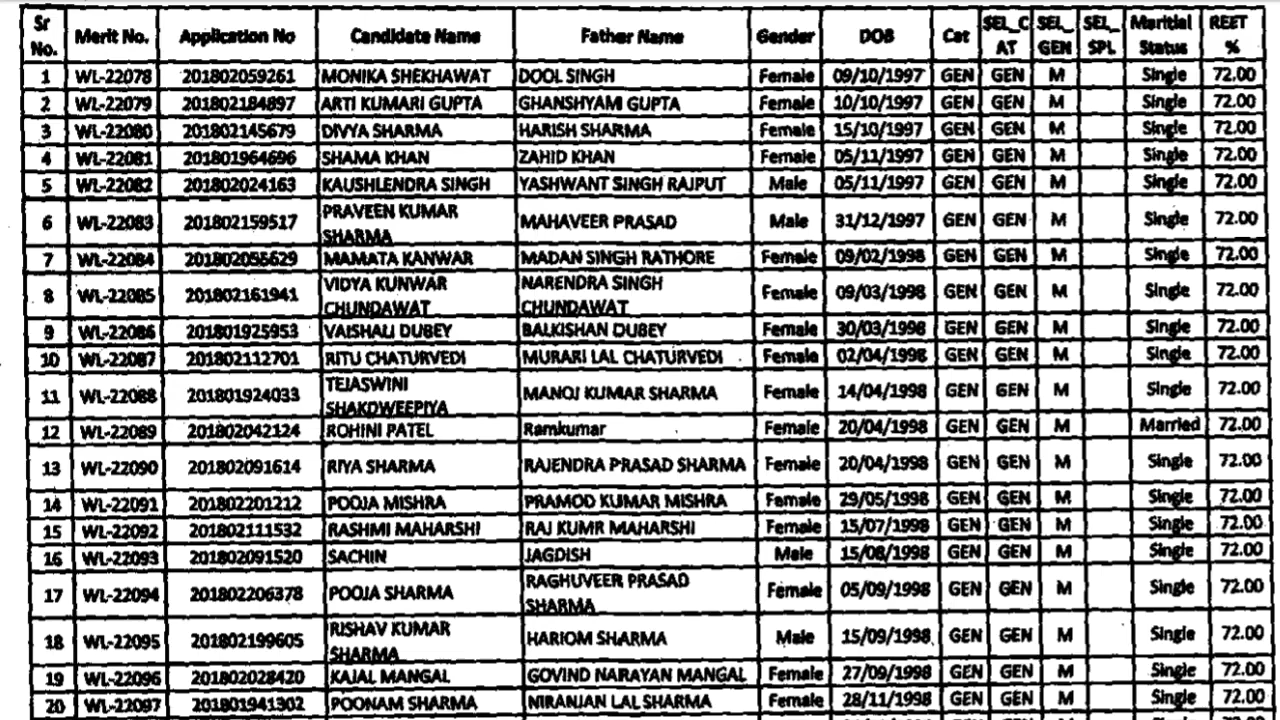 Sr No. Merit No. Application No Candidate Name Father Name Gender DOB Cat SEL_C AT SEL_ GEN SEL_ SPL Maritial Status REET %
1 WL-22078 201802059261 MONIKA SHEKHAWAT DOOL SINGH Female 09/10/1997 GEN GEN M Single 72.00
2 WL-22079 201802184897 ARTI KUMARI GUPTA GHANSHYAM GUPTA Female 10/10/1997 GEN GEN M Single 72.00
3 WL-22080 201802145679 DIVYA SHARMA HARISH SHARMA Female 15/10/1997 GEN GEN M Single 72.00
4 WL-22081 201801964696 SHAMA KHAN ZAHID KHAN Female 05/11/1997 GEN GEN M Single 72.00
5 WL-22082 201802024163 KAUSHLENDRA SINGH YASHWANT SINGH RAJPUT Male 05/11/1997 GEN GEN M Single 72.00
6 WL-22083 201802159517 PRAVEEN KUMAR SHARMA MAHAVEER PRASAD Male 31/12/1997 GEN GEN M Single 72.00
7 WL-22084 201802055629 MAMATA KANWAR MADAN SINGH RATHORE Female 09/02/1998 GEN GEN M Single 72.00
8 WL-22085 201802161941 VIDYA KUNWAR CHUNDAWAT NARENDRA SINGH CHUNDAWAT Female 09/03/1998 GEN GEN M Single 72.00
9 WL-22086 201801925953 VAISHALI DUBEY BALKISHAN DUBEY Female 30/03/1998 GEN GEN M Single 72.00
10 WL-22087 201802112701 RITU CHATURVEDI MURARI LAL CHATURVEDI Female 02/04/1998 GEN GEN M Single 72.00
11 WL-22088 201801924033 TEJASWINI SHAKDWEEPIYA MANOJ KUMAR SHARMA Female 14/04/1998 GEN GEN M Single 72.00
12 WL-22089 201802042124 ROHINI PATEL Ramkumar Female 20/04/1998 GEN GEN M Married 72.00
13 WL-22090 201802091614 RIYA SHARMA RAJENDRA PRASAD SHARMA Female 20/04/1998 GEN GEN M Single 72.00
14 WL-22091 201802201212 POOJA MISHRA PRAMOD KUMAR MISHRA Female 29/05/1998 GEN GEN M Single 72.00
15 WL-22092 201802111532 RASHMI MAHARSHI RAJ KUMR MAHARSHI Female 15/07/1998 GEN GEN M Single 72.00
16 WL-22093 201802091520 SACHIN JAGDISH Male 15/08/1998 GEN GEN M Single 72.00
17 WL-22094 201802206378 POOJA SHARMA RAGHUVEER PRASAD SHARMA Female 05/09/1998 GEN GEN M Single 72.00
18 WL-22095 201802199605 RISHAV KUMAR SHARMA HARIOM SHARMA Male 15/09/1998 GEN GEN M Single 72.00
19 WL-22096 201802028420 KAJAL MANGAL GOVIND NARAYAN MANGAL Female 27/09/1998 GEN GEN M Single 72.00
20 WL-22097 201801941302 POONAM SHARMA NIRANJAN LAL SHARMA Female 28/11/1998 GEN GEN M Single 72.00